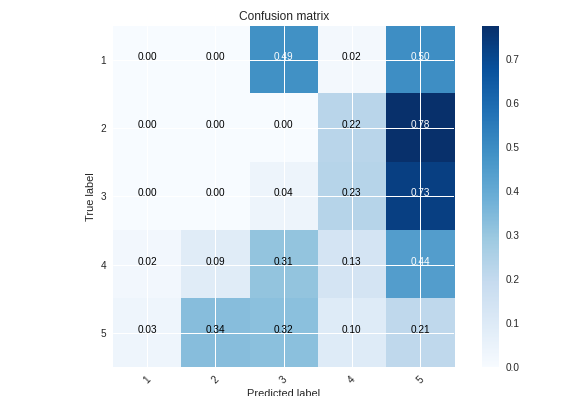 Confusion matrix
1 0.00 0.00 0.49 0.02 0.50
2 0.00 0.00 0.00 0.22 0.78
3 0.00 0.00 0.04 0.23 0.73
4 0.02 0.09 0.31 0.13 0.44
5 0.03 0.34 0.32 0.10 0.21
1 2 3 4 5
True label
Predicted label
0.7
0.6
0.5
0.4
0.3
0.2
0.1
0.0